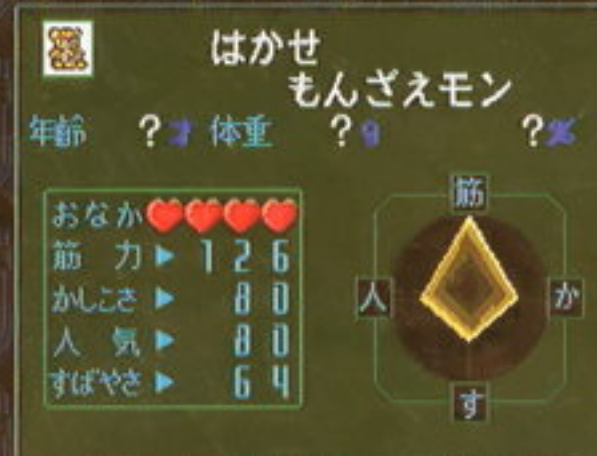 はかせ
もんざえモン
年齢 ?才 体重 ?g ?%
おなか
筋力▶126
かしこさ▶80
人気▶80
すばやさ▶64
筋
人 か
す